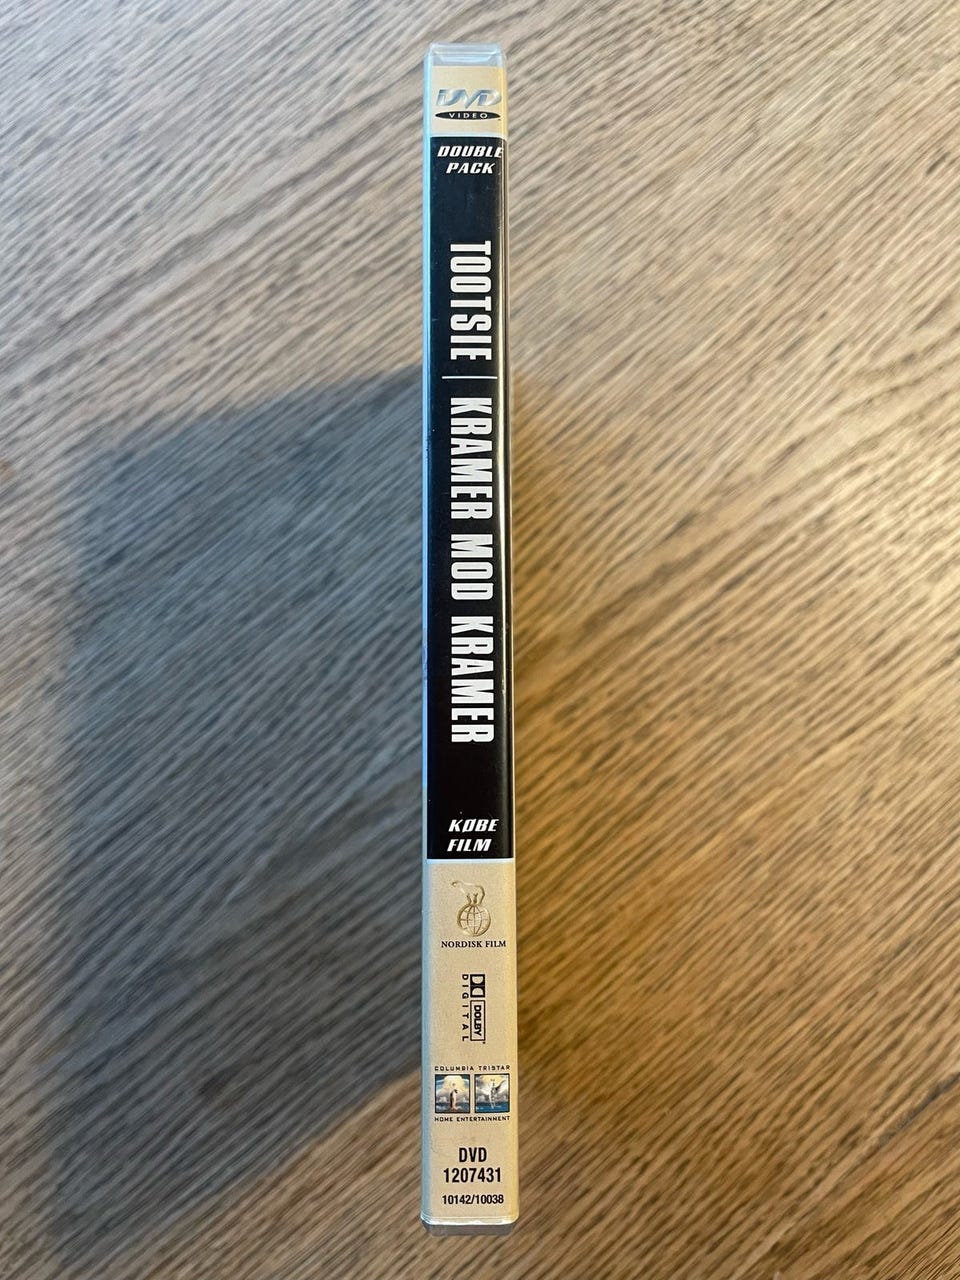 DVD
VIDEO
DOUBLE
PACK
TOOTSIE | KRAMER MOD KRAMER
KØBE
FILM
NORDISK FILM
DOLBY
DIGITAL
COLUMBIA TRISTAR
HOME ENTERTAINMENT
DVD
1207431
10142/10038